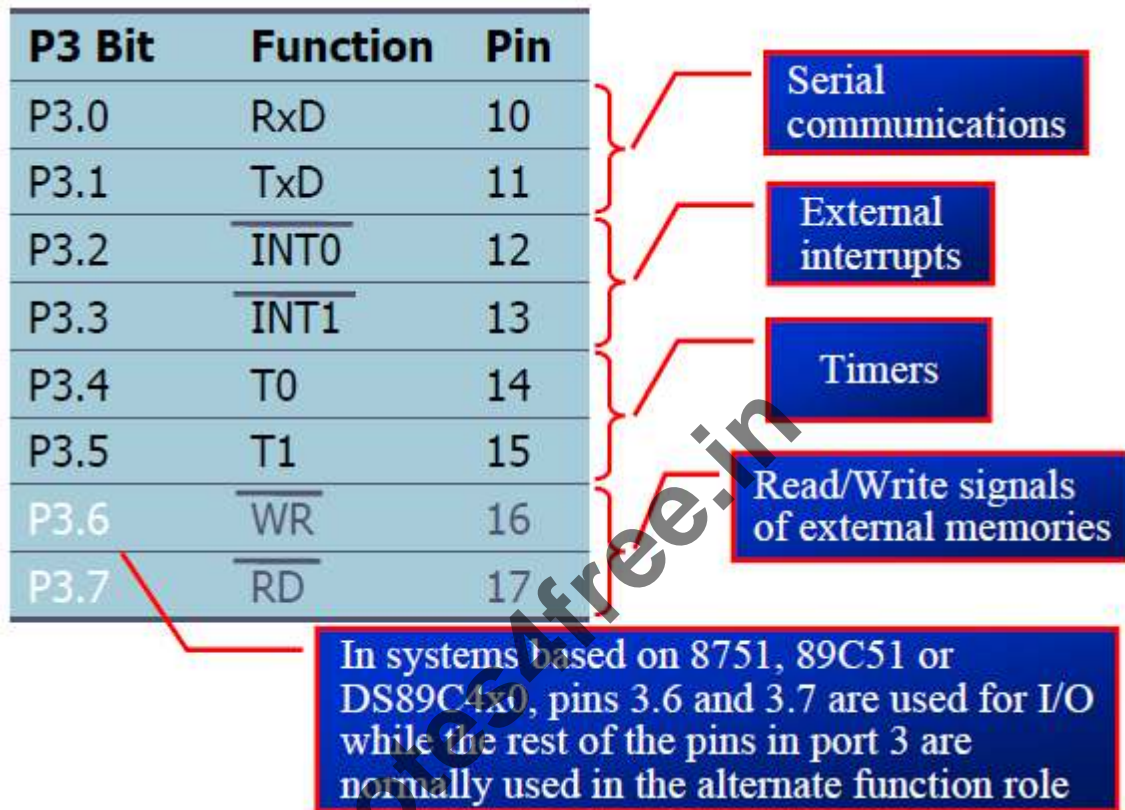 P3 Bit Function Pin
P3.0 RxD 10
P3.1 TxD 11
P3.2 INT0 12
P3.3 INT1 13
P3.4 T0 14
P3.5 T1 15
P3.6 WR 16
P3.7 RD 17
Serial
communications
External
interrupts
Timers
Read/Write signals
of external memories
In systems based on 8751, 89C51 or
DS89C4x0, pins 3.6 and 3.7 are used for I/O
while the rest of the pins in port 3 are
normally used in the alternate function role
otes4free.in